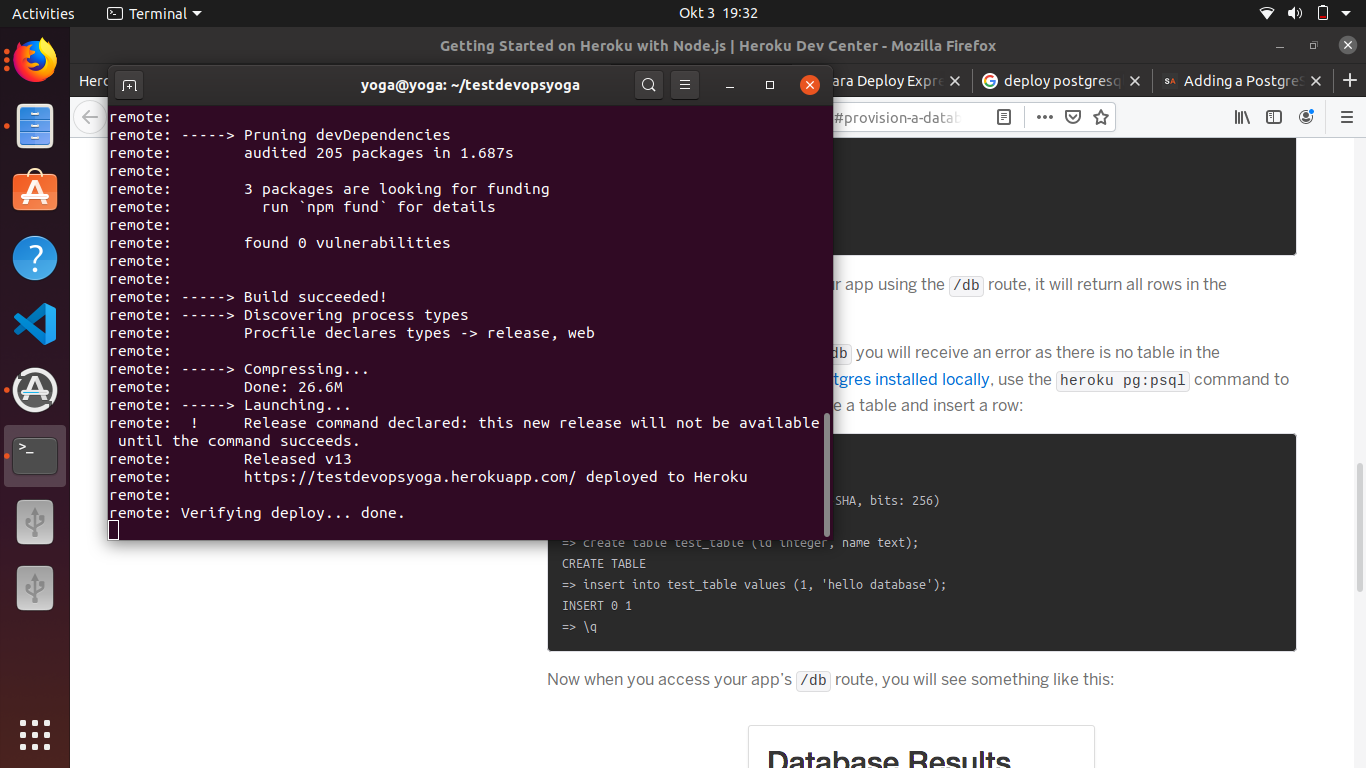 Activities
Terminal
Okt 3 19:32
Getting Started on Heroku with Node.js | Heroku Dev Center - Mozilla Firefox
yoga@yoga: ~/testdevopsyoga
ara Deploy Expre
deploy postgresq
Adding a Postgre
#provision-a-datab
remote:
remote: -----> Pruning devDependencies
remote:        audited 205 packages in 1.687s
remote:
remote:        3 packages are looking for funding
remote:          run `npm fund` for details
remote:
remote:        found 0 vulnerabilities
remote:
remote:
remote: -----> Build succeeded!
remote: -----> Discovering process types
remote:        Procfile declares types -> release, web
remote:
remote: -----> Compressing...
remote:        Done: 26.6M
remote: -----> Launching...
remote:  !     Release command declared: this new release will not be available
 until the command succeeds.
remote:        Released v13
remote:        https://testdevopsyoga.herokuapp.com/ deployed to Heroku
remote:
remote: Verifying deploy... done.
app using the /db route, it will return all rows in the
db you will receive an error as there is no table in the
tgres installed locally, use the heroku pg:psql command to
e a table and insert a row:
SHA, bits: 256)
=> create table test_table (id integer, name text);
CREATE TABLE
=> insert into test_table values (1, 'hello database');
INSERT 0 1
=> \q
Now when you access your app's /db route, you will see something like this:
Database Results